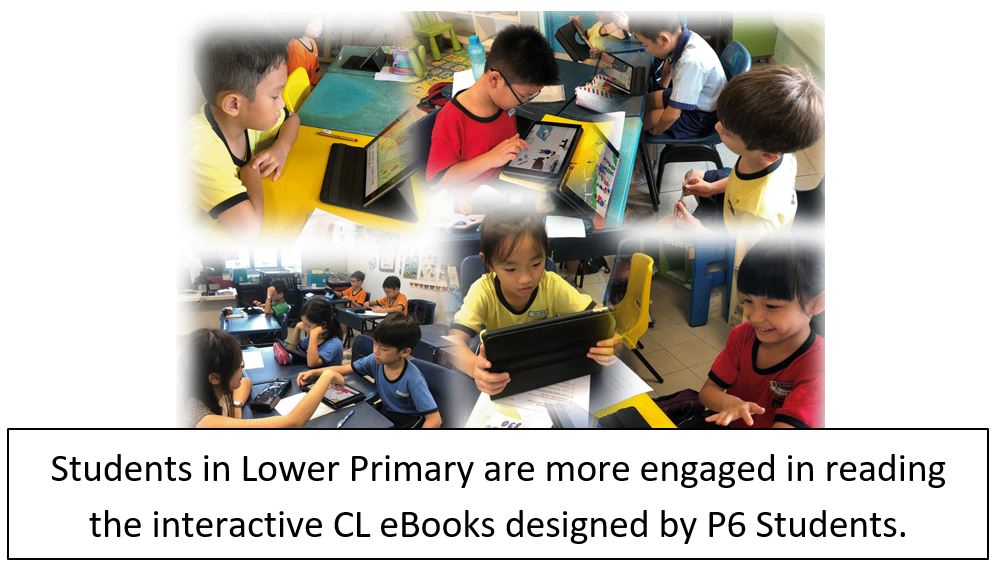 Students in Lower Primary are more engaged in reading
the interactive CL eBooks designed by P6 Students.